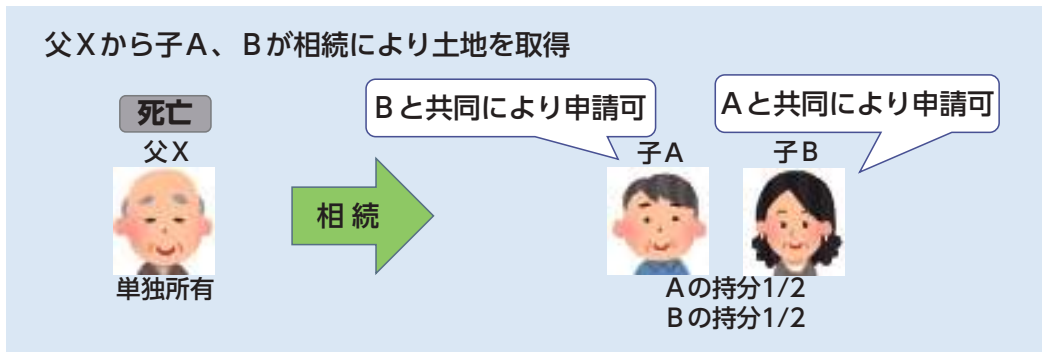 父Xから子A、Bが相続により土地を取得
死亡
父X
単独所有
相続
Bと共同により申請可
Aと共同により申請可
子A
子B
Aの持分1/2
Bの持分1/2